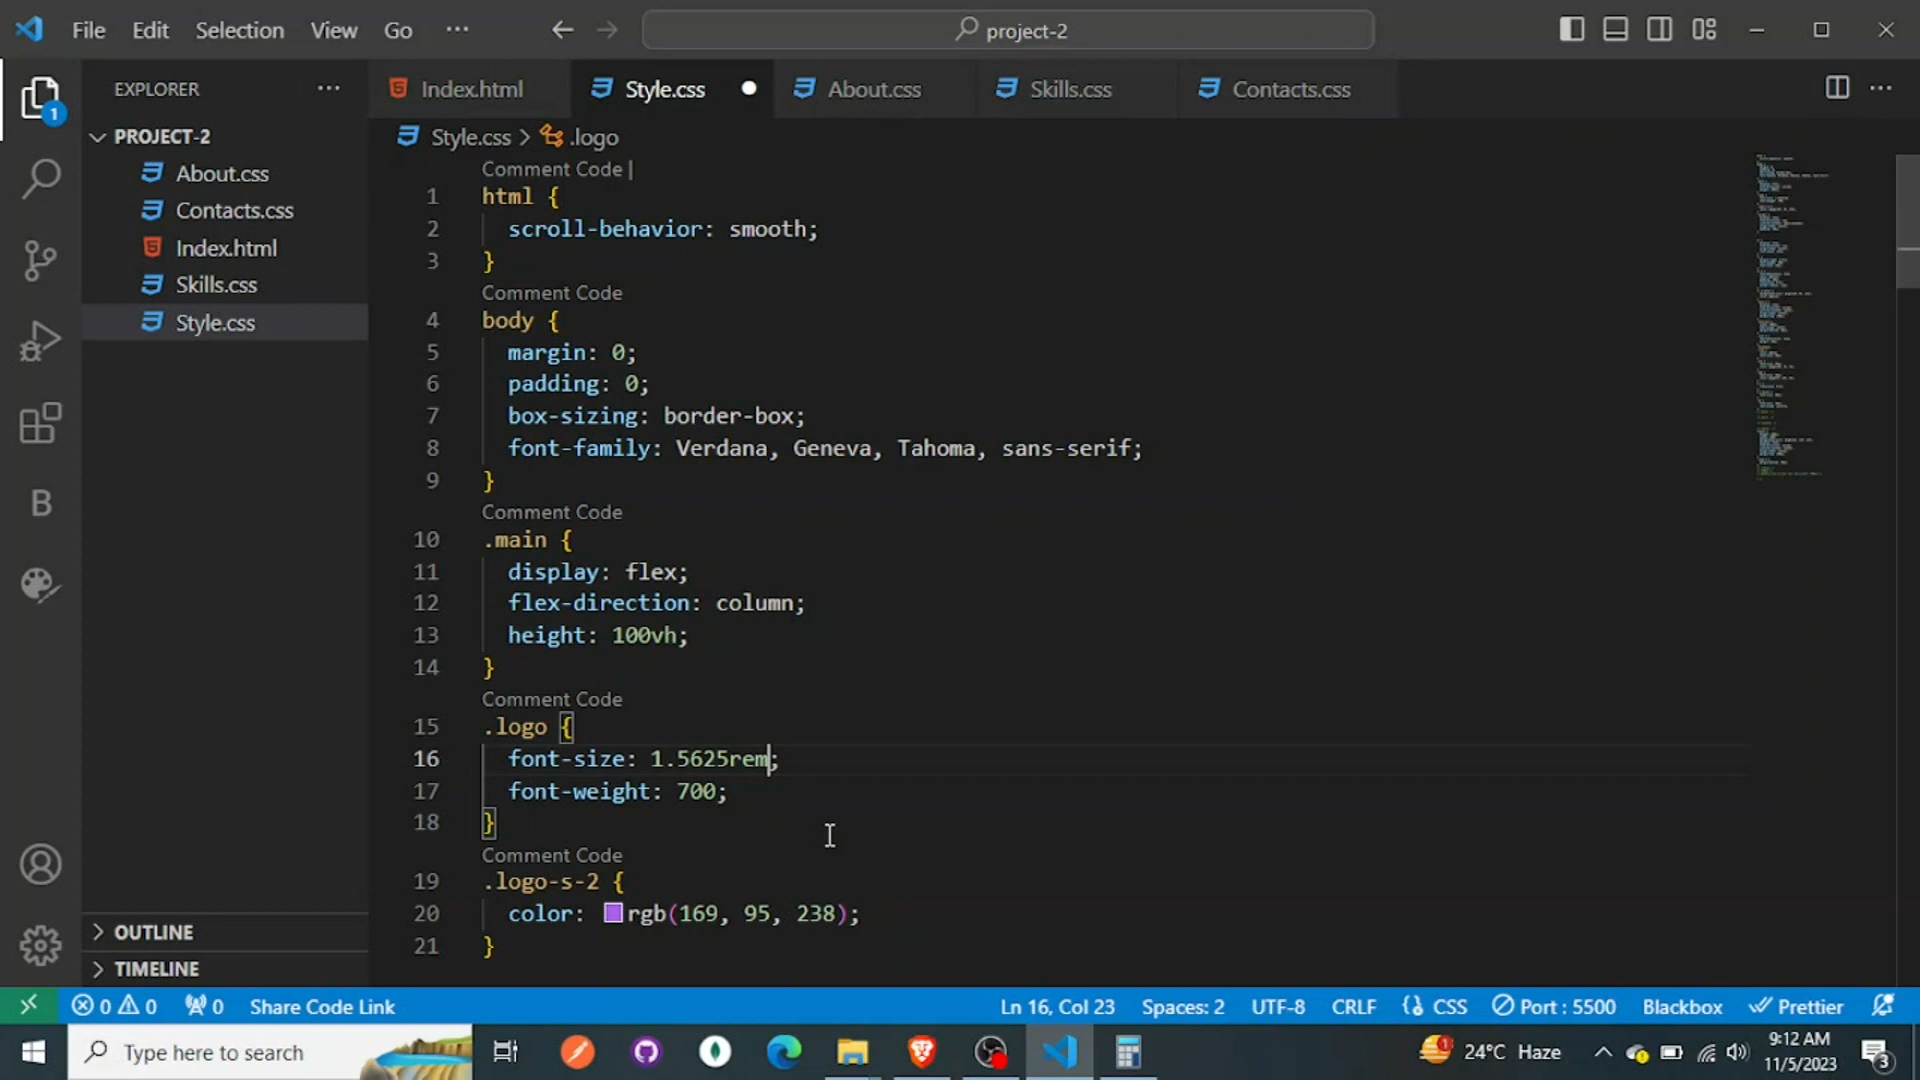 File Edit Selection View Go ··· project-2
EXPLORER ··· Index.html Style.css About.css Skills.css Contacts.css ···
PROJECT-2
About.css
Contacts.css
Index.html
Skills.css
Style.css
OUTLINE
TIMELINE
1
B
Style.css > .logo
Comment Code |
1 html {
2 scroll-behavior: smooth;
3 }
Comment Code
4 body {
5 margin: 0;
6 padding: 0;
7 box-sizing: border-box;
8 font-family: Verdana, Geneva, Tahoma, sans-serif;
9 }
Comment Code
10 .main {
11 display: flex;
12 flex-direction: column;
13 height: 100vh;
14 }
Comment Code
15 .logo {
16 font-size: 1.5625rem;
17 font-weight: 700;
18 }
Comment Code
19 .logo-s-2 {
20 color: rgb(169, 95, 238);
21 }
0 0 0 Share Code Link Ln 16, Col 23 Spaces: 2 UTF-8 CRLF CSS Port : 5500 Blackbox Prettier
Type here to search 1 24°C Haze 9:12 AM 3
11/5/2023